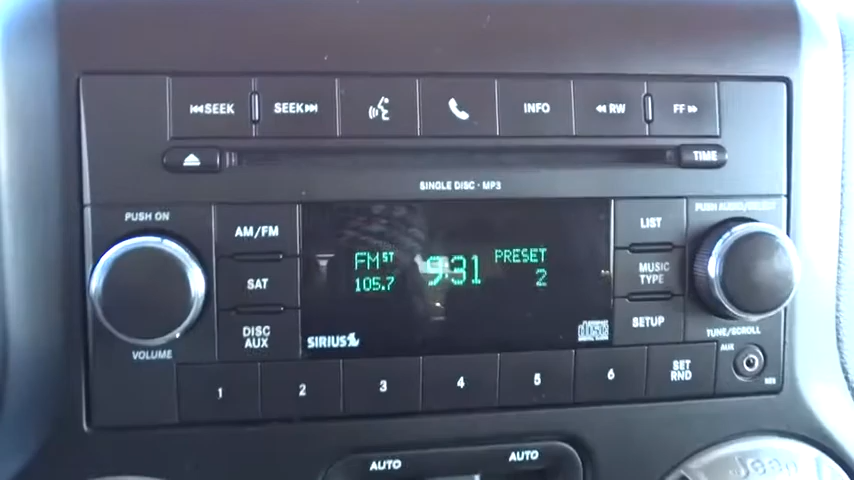 SEEK
SEEK
INFO
RW
FF
TIME
SINGLE DISC · MP3
PUSH ON
VOLUME
AM/FM
SAT
DISC
AUX
FM ST
105.7
9:31
PRESET
2
SIRIUS
LIST
MUSIC
TYPE
SETUP
PUSH AUDIO/SELECT
TUNE/SCROLL
1
2
3
4
5
6
SET
RND
AUX
AUTO
AUTO
Jeep